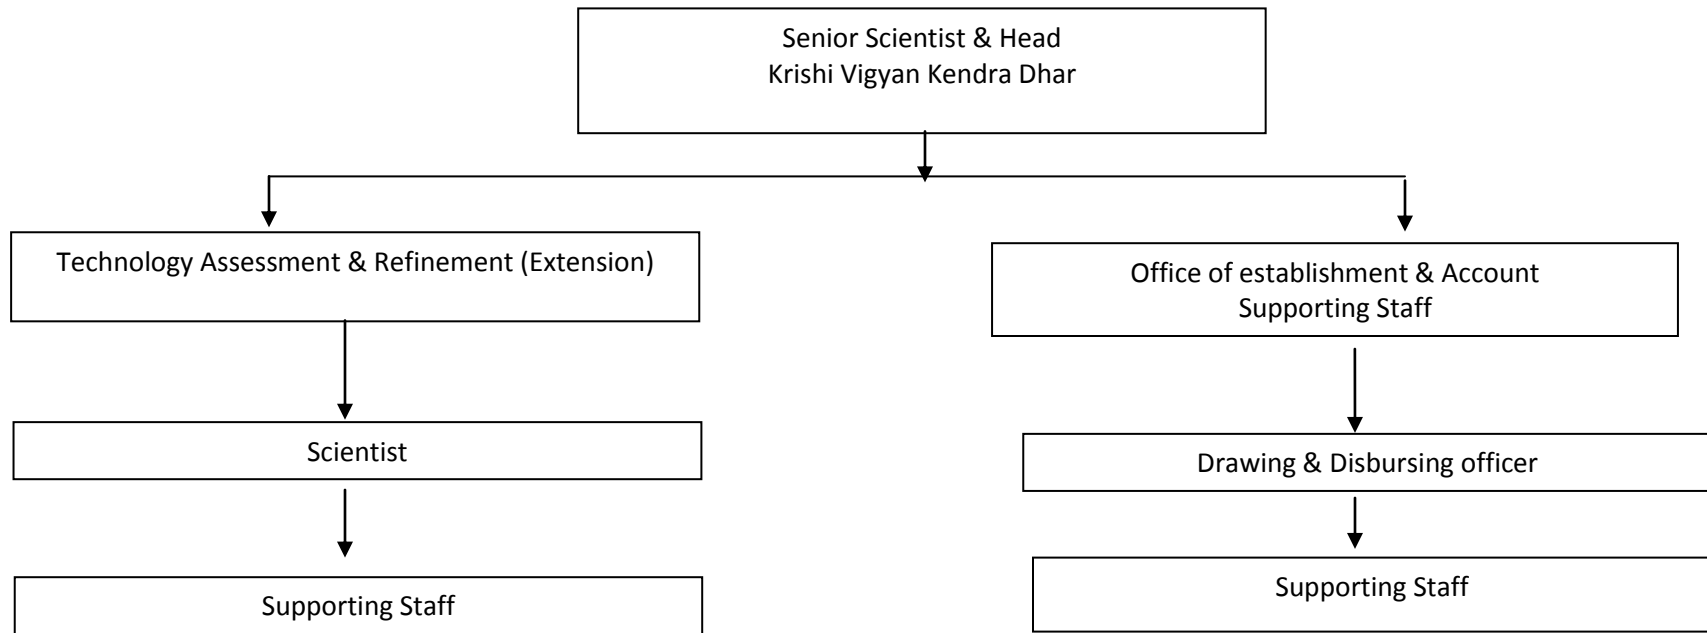 Senior Scientist & Head
Krishi Vigyan Kendra Dhar
Technology Assessment & Refinement (Extension)
Office of establishment & Account
Supporting Staff
Scientist
Drawing & Disbursing officer
Supporting Staff
Supporting Staff